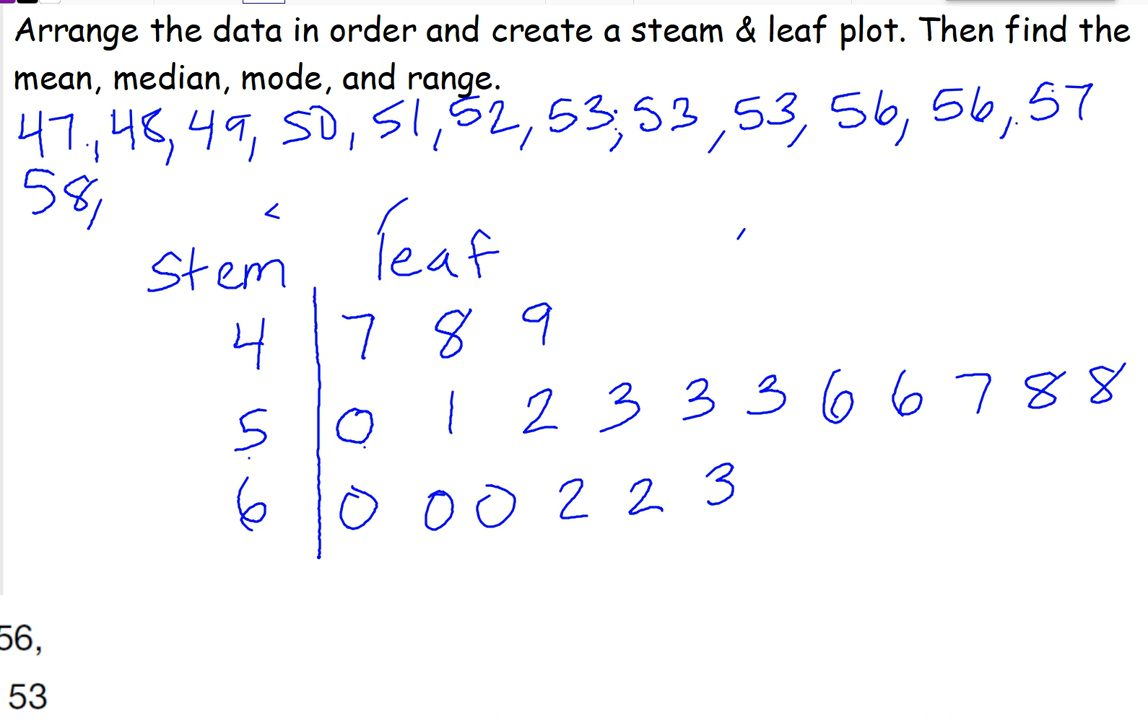 Arrange the data in order and create a steam & leaf plot. Then find the
mean, median, mode, and range.
47, 48, 49, 50, 51, 52, 53, 53, 53, 56, 56, 57
58,
stem leaf
4 7 8 9
5 0 1 2 3 3 3 6 6 7 8 8
6 0 0 0 2 2 3
56,
53